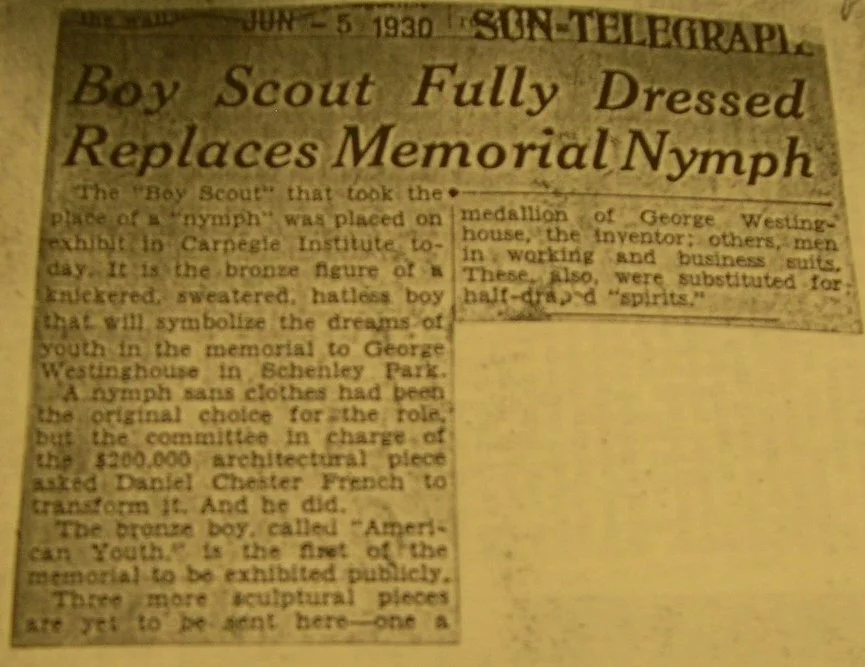 JUN - 5 1930
SUN-TELEGRAPH
Boy Scout Fully Dressed
Replaces Memorial Nymph
The "Boy Scout" that took the
place of a "nymph" was placed on
exhibit in Carnegie Institute to-
day. It is the bronze figure of a
knickered, sweatered, hatless boy
that will symbolize the dreams of
youth in the memorial to George
Westinghouse in Schenley Park.
A nymph sans clothes had been
the original choice for the role,
but the committee in charge of
the $200,000 architectural piece
asked Daniel Chester French to
transform it. And he did.
The bronze boy, called "Ameri-
can Youth," is the first of the
memorial to be exhibited publicly.
Three more sculptural pieces
are yet to be sent here—one a
medallion of George Westing-
house, the inventor; others, men
in working and business suits.
These, also, were substituted for
half-draped "spirits."